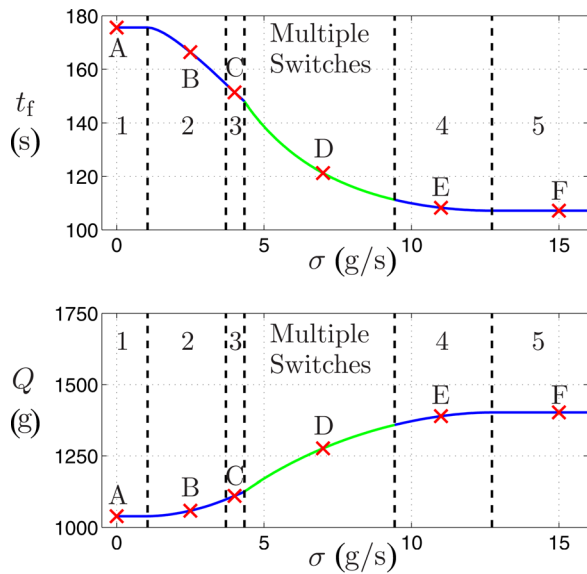 180
160
140
120
100
t_f
(s)
A
B
C
D
E
F
1
2
3
Multiple
Switches
4
5
0
5
10
15
σ (g/s)
1750
1500
1250
1000
Q
(g)
1
2
3
Multiple
Switches
4
5
A
B
C
D
E
F
0
5
10
15
σ (g/s)